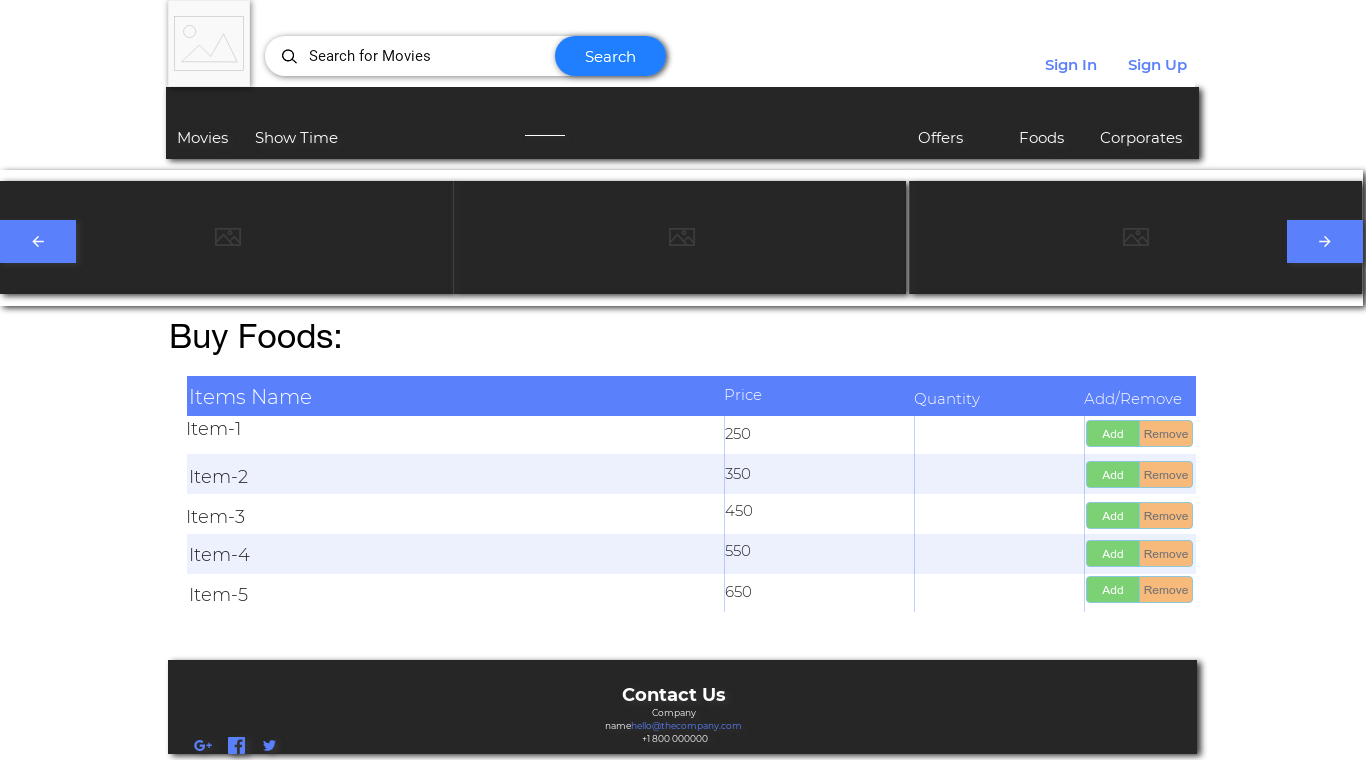 Search for Movies Search
Sign In Sign Up
Movies Show Time Offers Foods Corporates
Buy Foods:
Items Name Price Quantity Add/Remove
Item-1 250 Add Remove
Item-2 350 Add Remove
Item-3 450 Add Remove
Item-4 550 Add Remove
Item-5 650 Add Remove
Contact Us
Company
namehello@thecompany.com
+1 800 000000